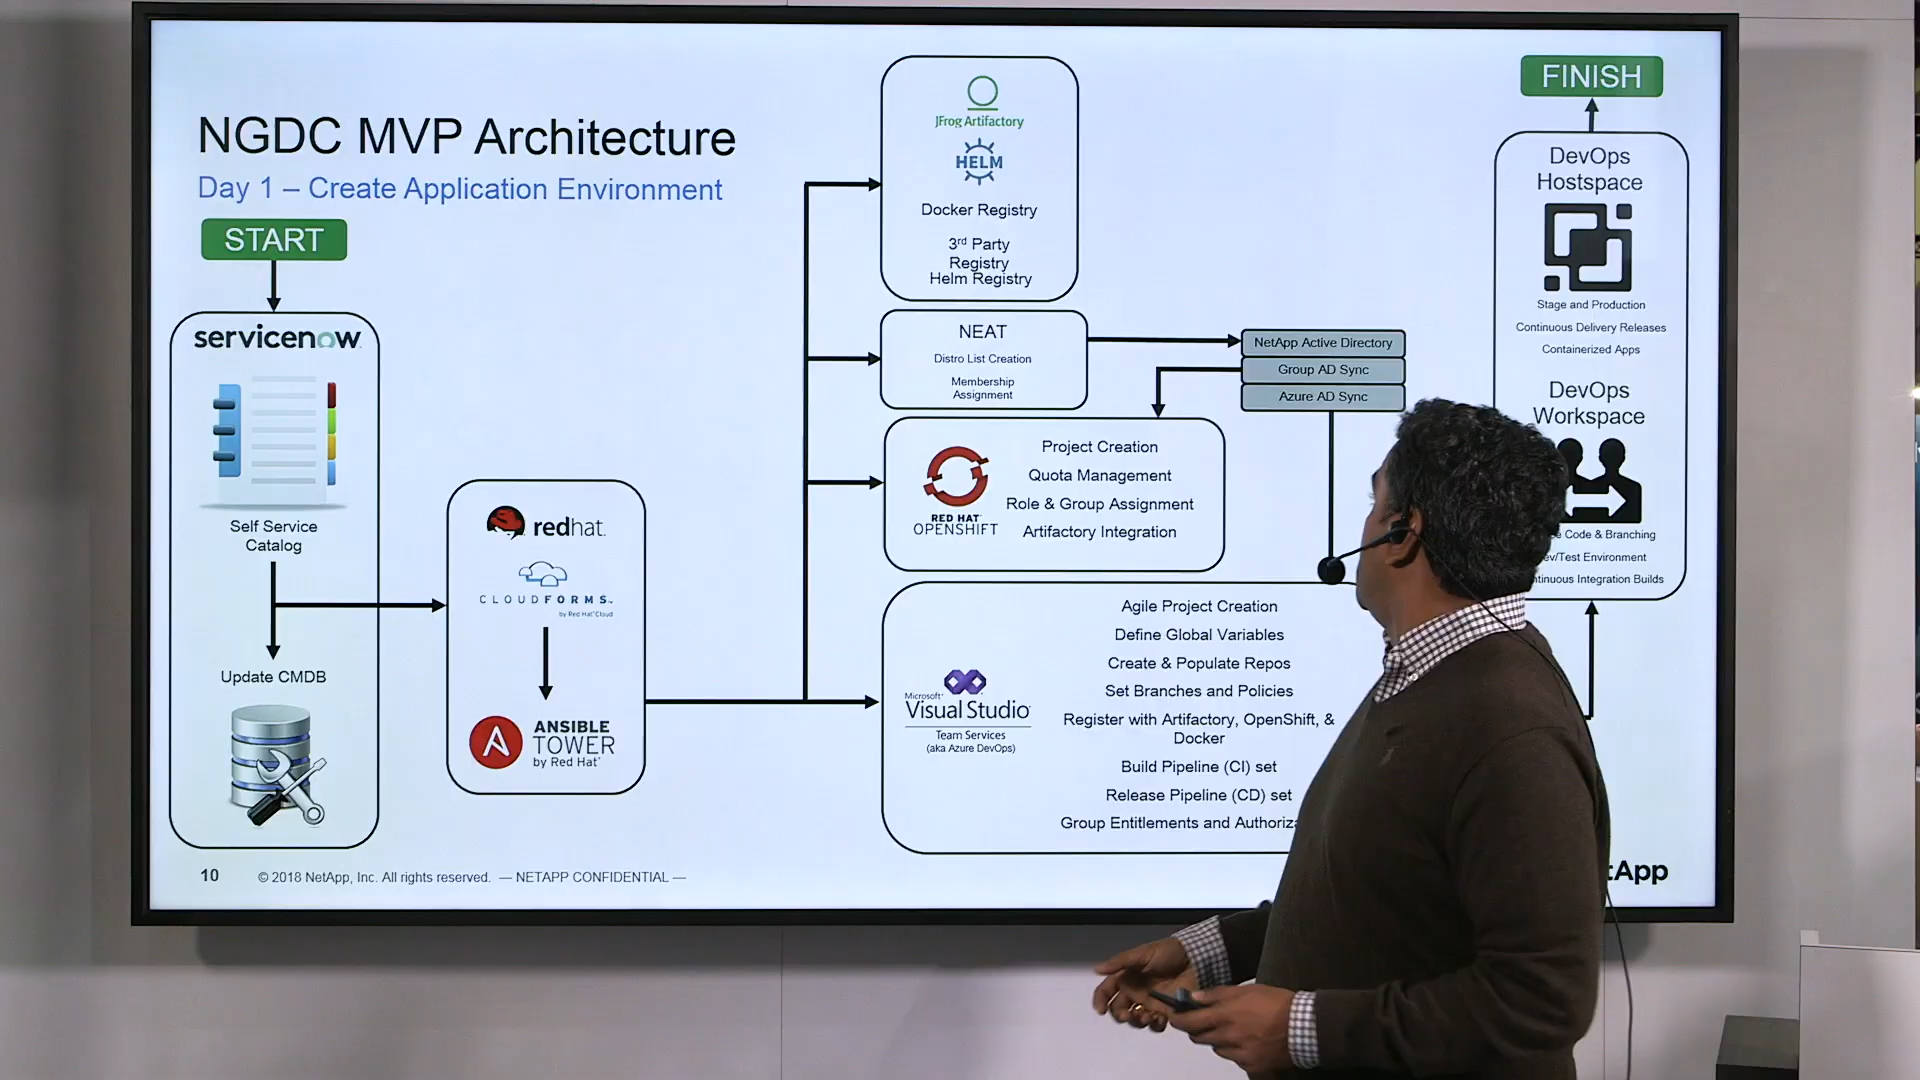 NGDC MVP Architecture
Day 1 – Create Application Environment
START
servicenow
Self Service
Catalog
Update CMDB
redhat.
CLOUDFORMS™
by Red Hat® Cloud
ANSIBLE
TOWER
by Red Hat®
JFrog Artifactory
HELM
Docker Registry
3rd Party
Registry
Helm Registry
NEAT
Distro List Creation
Membership
Assignment
NetApp Active Directory
Group AD Sync
Azure AD Sync
RED HAT
OPENSHIFT
Project Creation
Quota Management
Role & Group Assignment
Artifactory Integration
Microsoft®
Visual Studio
Team Services
(aka Azure DevOps)
Agile Project Creation
Define Global Variables
Create & Populate Repos
Set Branches and Policies
Register with Artifactory, OpenShift, &
Docker
Build Pipeline (CI) set
Release Pipeline (CD) set
Group Entitlements and
FINISH
DevOps
Hostspace
Stage and Production
Continuous Delivery Releases
Containerized Apps
DevOps
Workspace
Code & Branching
/Test Environment
Integration Builds
10
© 2018 NetApp, Inc. All rights reserved. — NETAPP CONFIDENTIAL —
tApp